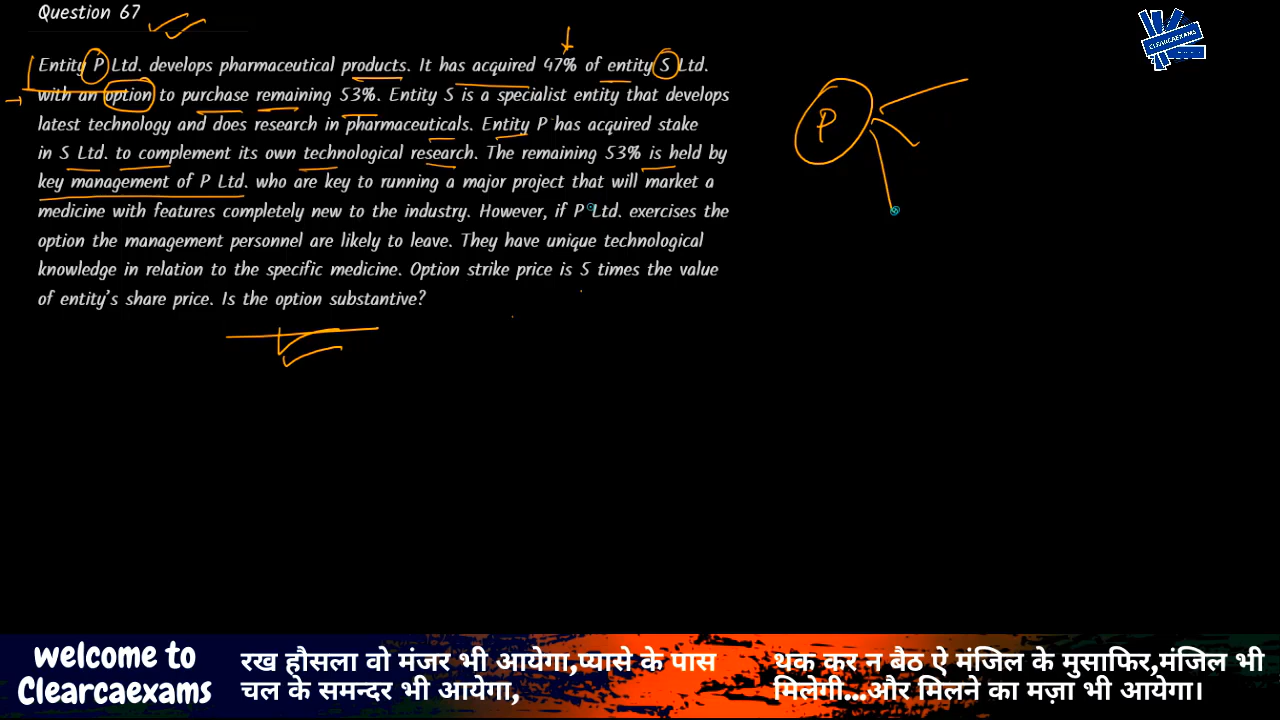 Question 67
CLEARCAEXAMS
Entity P Ltd. develops pharmaceutical products. It has acquired 47% of entity S Ltd.
with an option to purchase remaining 53%. Entity S is a specialist entity that develops
latest technology and does research in pharmaceuticals. Entity P has acquired stake
in S Ltd. to complement its own technological research. The remaining 53% is held by
key management of P Ltd. who are key to running a major project that will market a
medicine with features completely new to the industry. However, if P Ltd. exercises the
option the management personnel are likely to leave. They have unique technological
knowledge in relation to the specific medicine. Option strike price is 5 times the value
of entity's share price. Is the option substantive?
P
welcome to
Clearcaexams
रख हौसला वो मंजर भी आयेगा,प्यासे के पास
चल के समन्दर भी आयेगा,
थक कर न बैठ ऐ मंजिल के मुसाफिर,मंजिल भी
मिलेगी...और मिलने का मज़ा भी आयेगा।